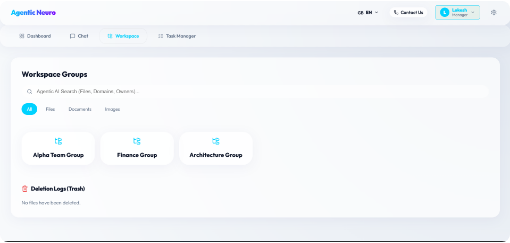 Agentic Neuro
GB EN
Contact Us
L
Lokesh
Manager
Dashboard
Chat
Workspace
Task Manager
Workspace Groups
Agentic AI Search (Files, Domains, Owners)...
All
Files
Documents
Images
Alpha Team Group
Finance Group
Architecture Group
Deletion Logs (Trash)
No files have been deleted.